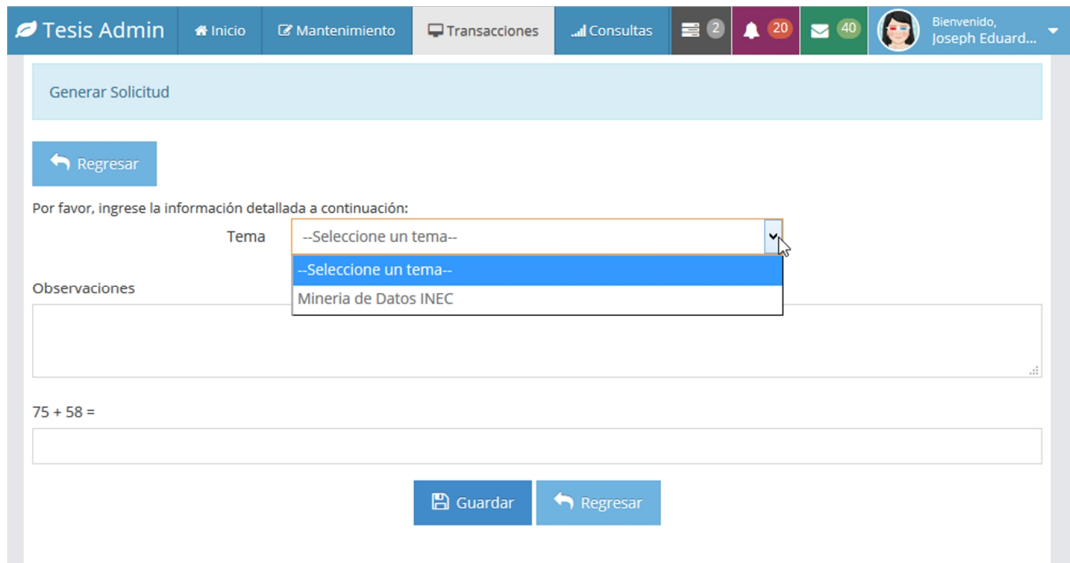 Tesis Admin Inicio Mantenimiento Transacciones Consultas 2 20 40 Bienvenido,
Joseph Eduard...
Generar Solicitud
Regresar
Por favor, ingrese la información detallada a continuación:
Tema --Seleccione un tema--
--Seleccione un tema--
Mineria de Datos INEC
Observaciones
75 + 58 =
Guardar Regresar